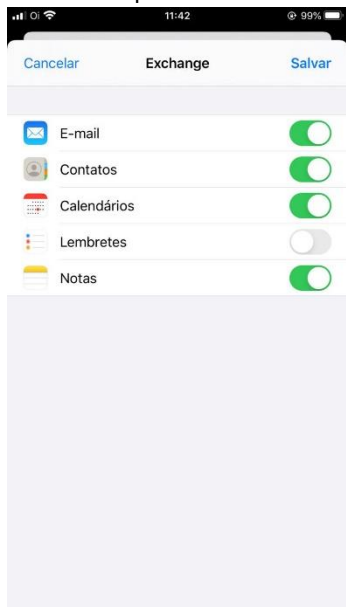 Oi 11:42 99%
Cancelar Exchange Salvar
E-mail
Contatos
Calendários
Lembretes
Notas